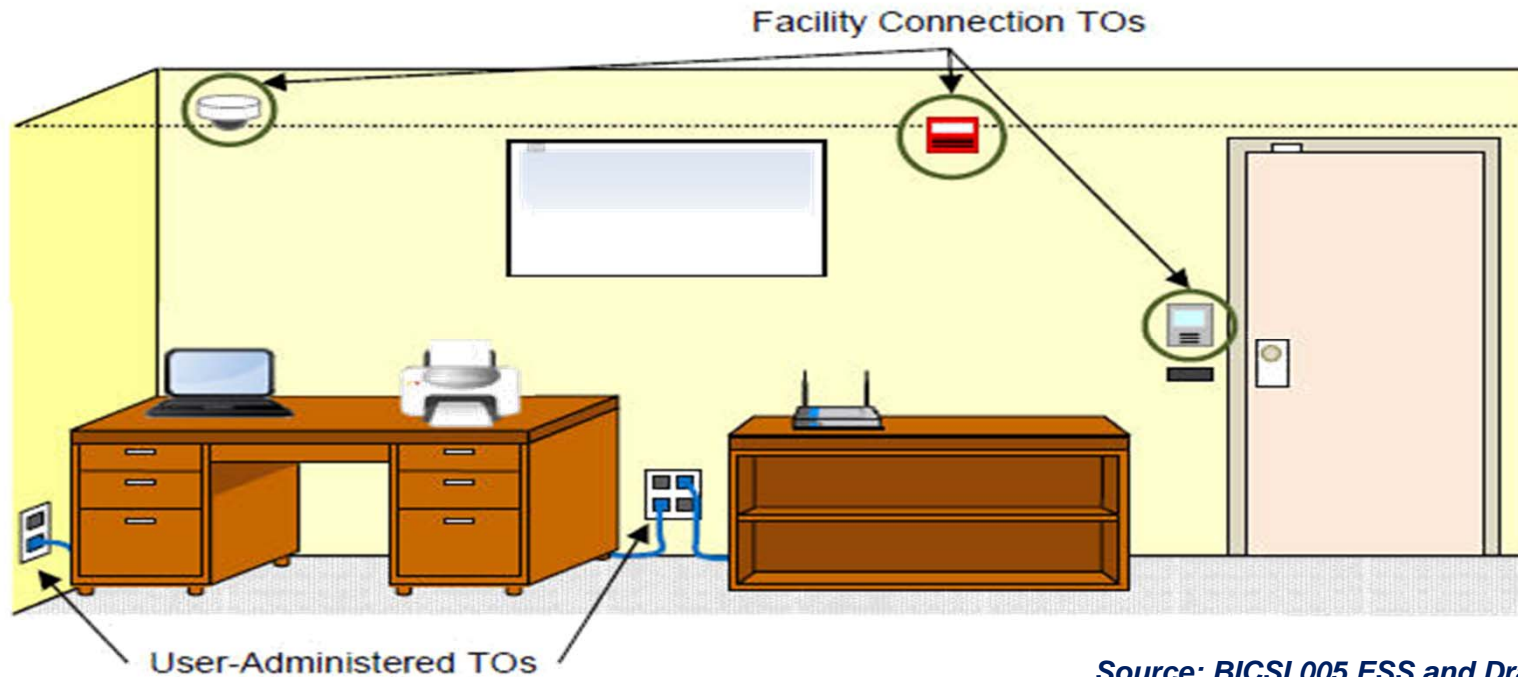 Facility Connection TOs
User-Administered TOs
Source: BICSI 005 ESS and